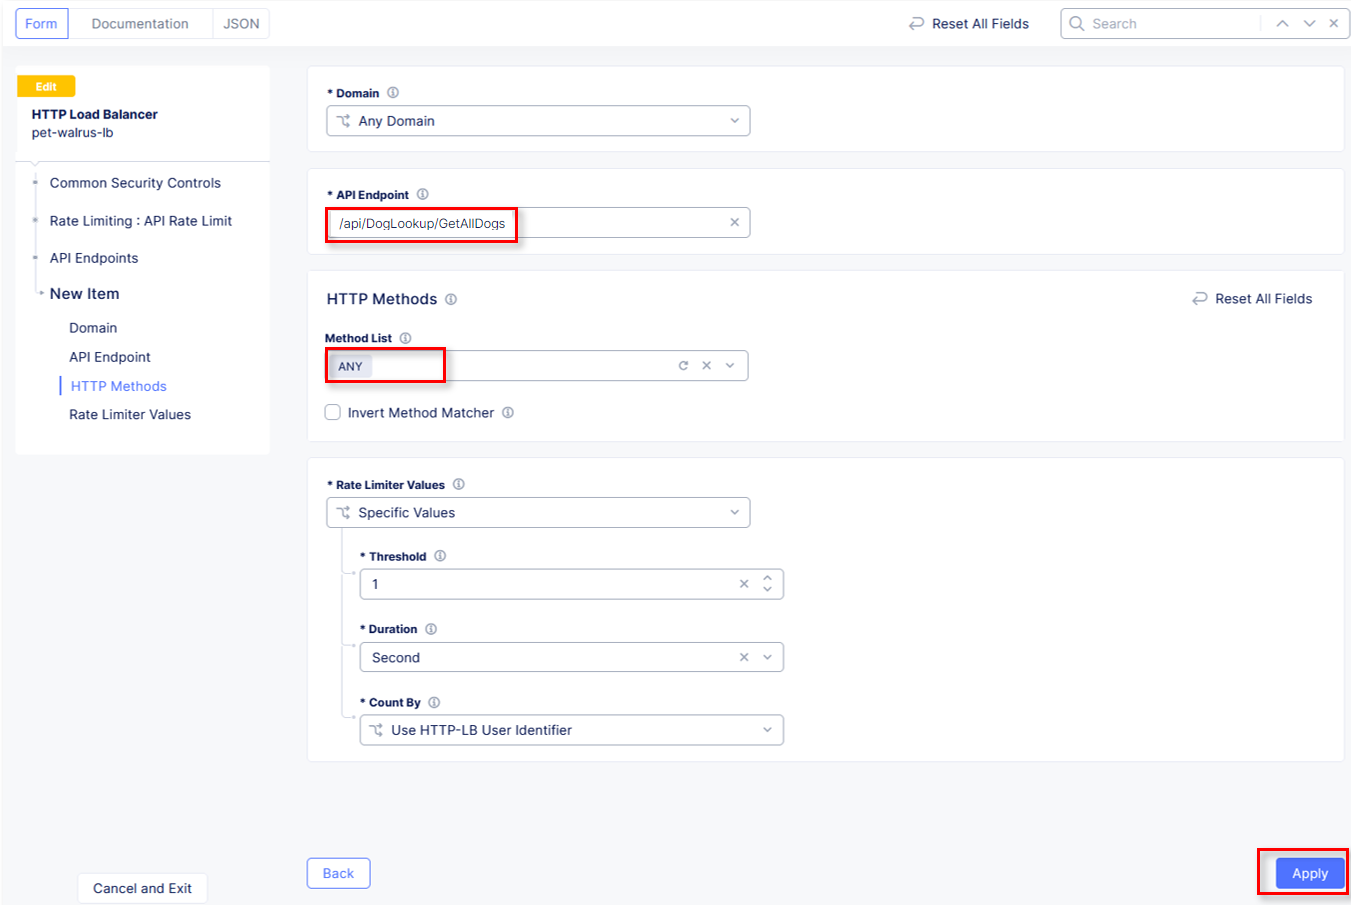 Form
Documentation
JSON
Reset All Fields
Search
Edit
HTTP Load Balancer
pet-walrus-lb
Common Security Controls
Rate Limiting : API Rate Limit
API Endpoints
New Item
Domain
API Endpoint
HTTP Methods
Rate Limiter Values
Cancel and Exit
* Domain
Any Domain
* API Endpoint
/api/DogLookup/GetAllDogs
HTTP Methods
Reset All Fields
Method List
ANY
Invert Method Matcher
* Rate Limiter Values
Specific Values
* Threshold
1
* Duration
Second
* Count By
Use HTTP-LB User Identifier
Back
Apply